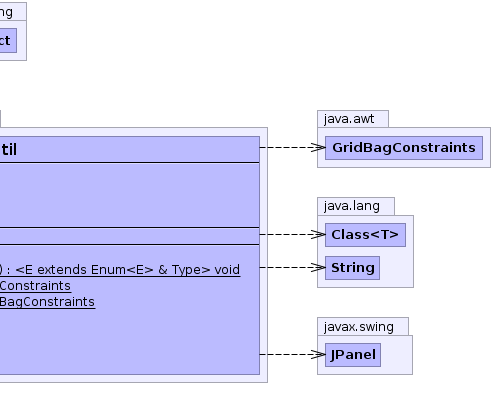 ng
ct
java.awt
GridBagConstraints
til
java.lang
Class<T>
String
) : <E extends Enum<E> & Type> void
Constraints
BagConstraints
javax.swing
JPanel